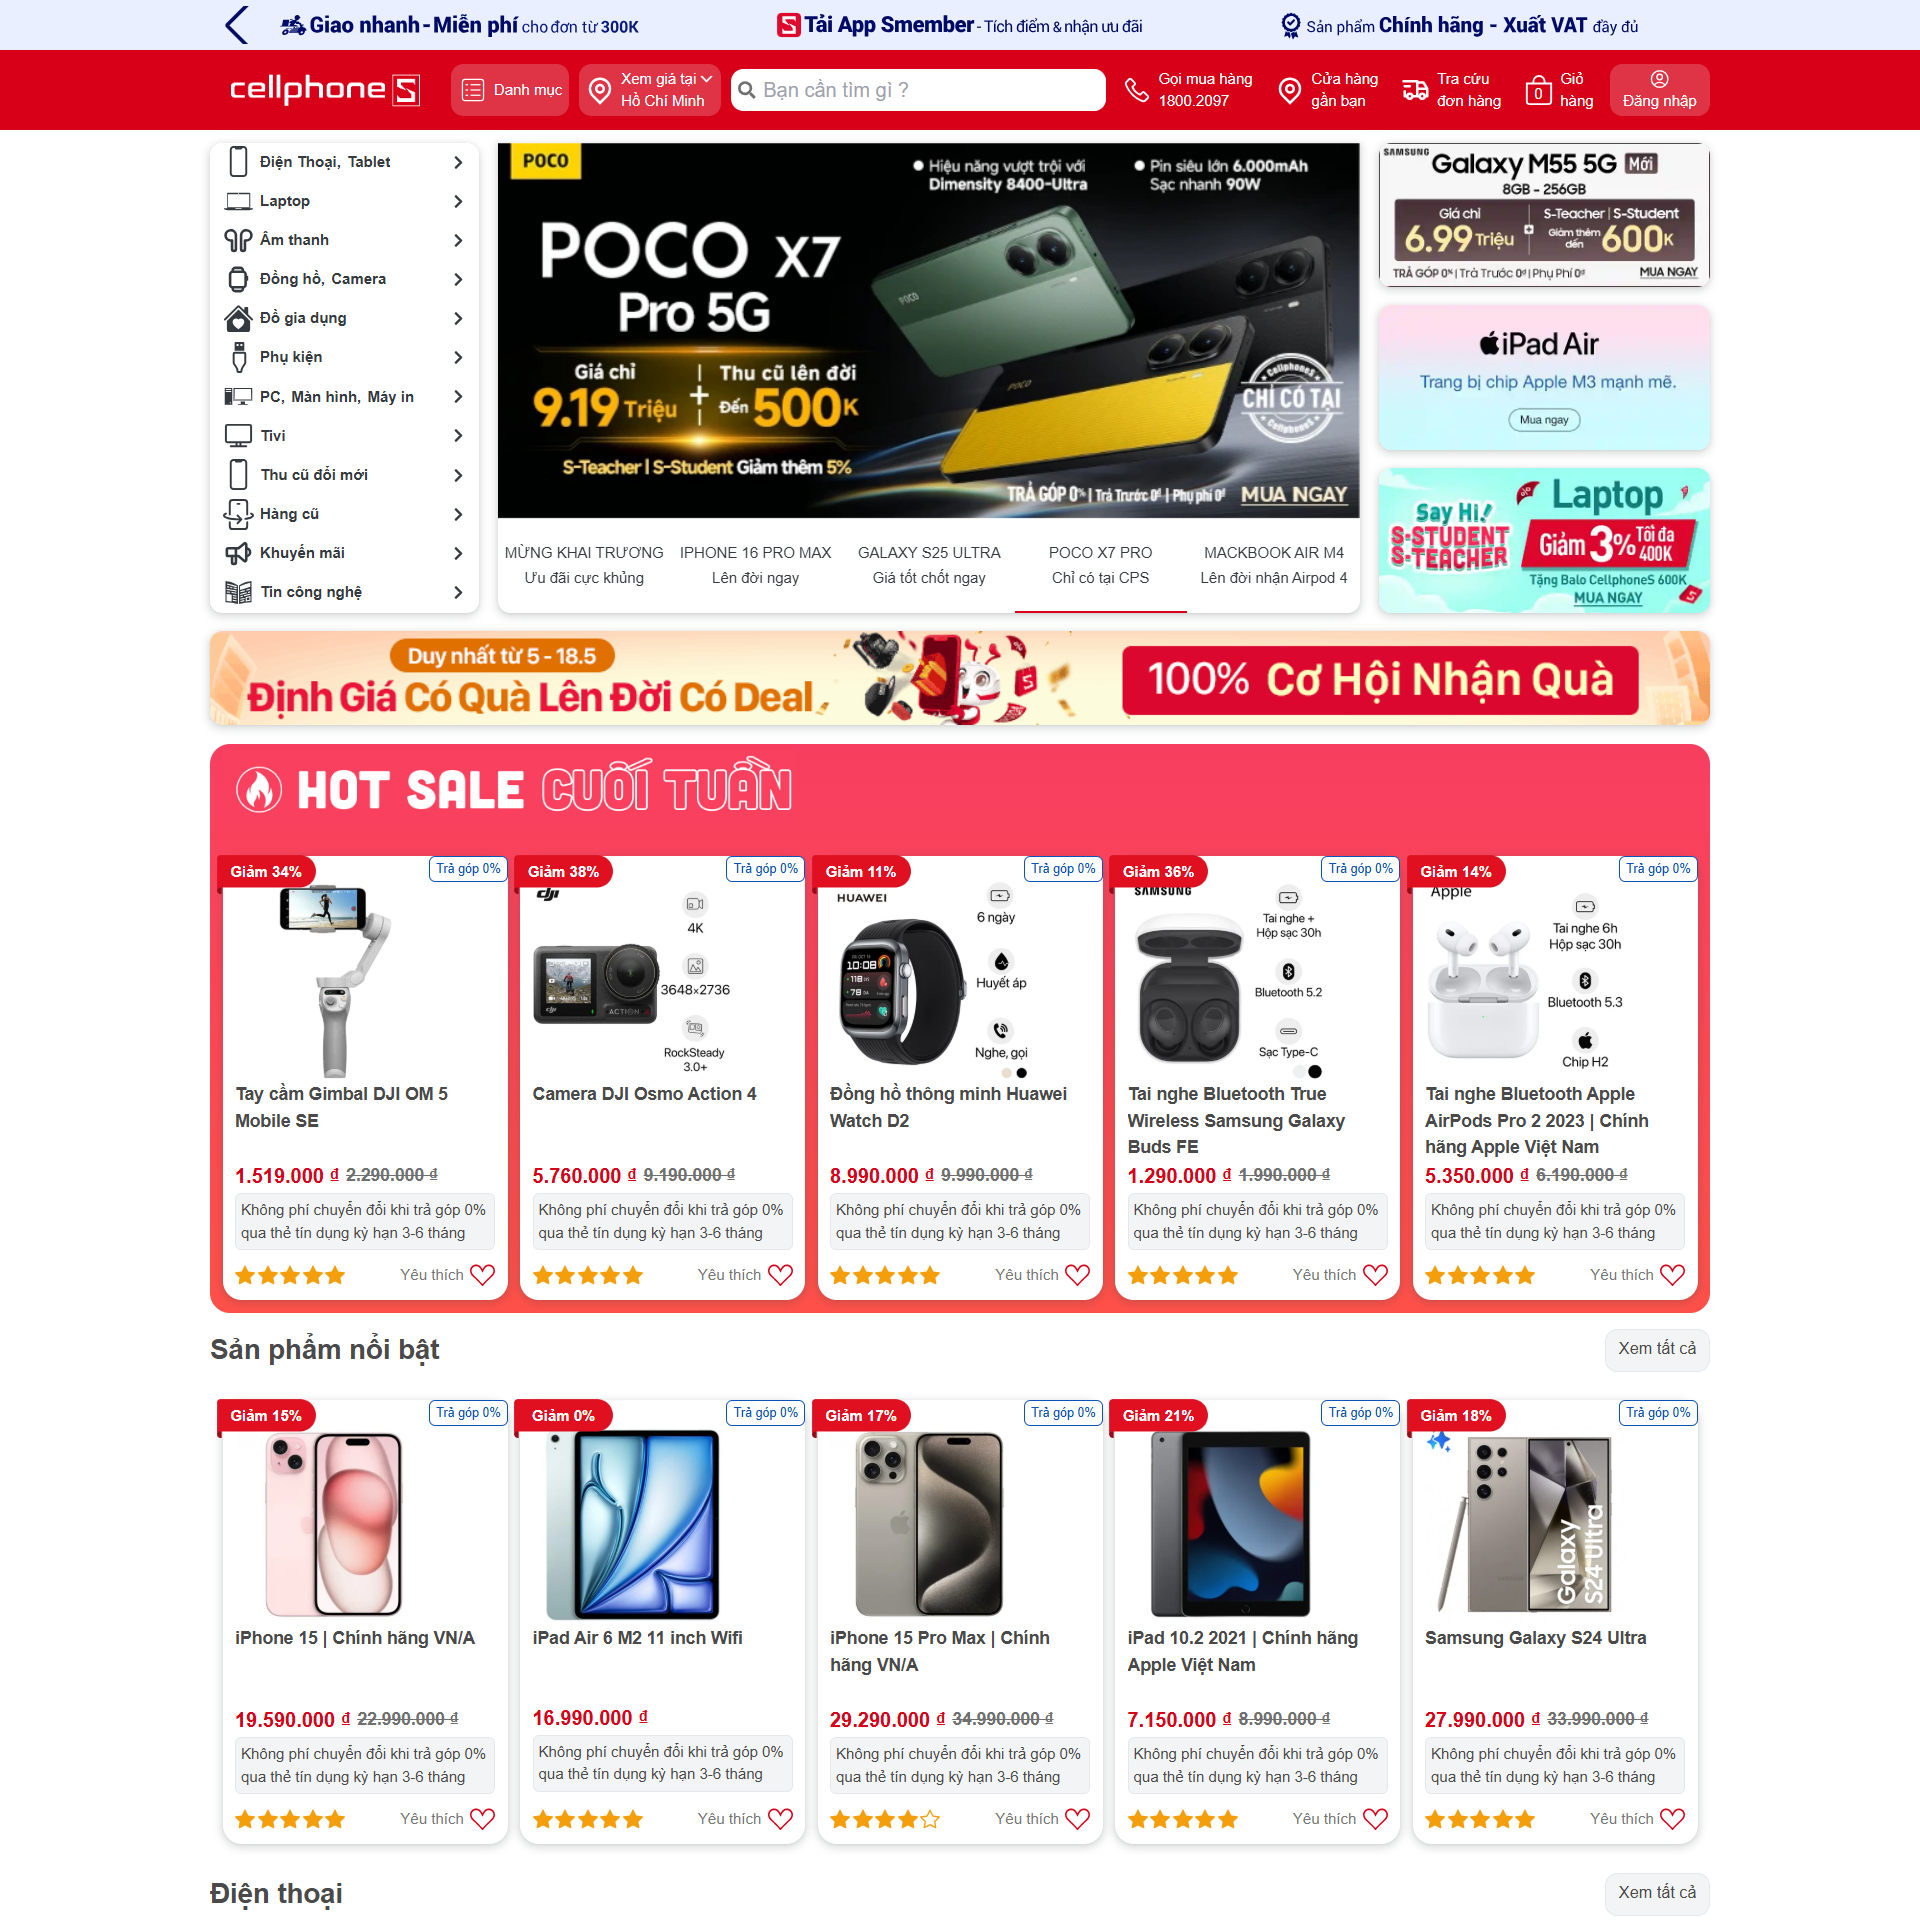 Giao nhanh - Miễn phí cho đơn từ 300K
Tải App Smember - Tích điểm & nhận ưu đãi
Sản phẩm Chính hãng - Xuất VAT đầy đủ
cellphoneS
Danh mục
Xem giá tại
Hồ Chí Minh
Bạn cần tìm gì ?
Gọi mua hàng
1800.2097
Cửa hàng
gần bạn
Tra cứu
đơn hàng
0
Giỏ
hàng
Đăng nhập
Điện Thoại, Tablet
Laptop
Âm thanh
Đồng hồ, Camera
Đồ gia dụng
Phụ kiện
PC, Màn hình, Máy in
Tivi
Thu cũ đổi mới
Hàng cũ
Khuyến mãi
Tin công nghệ
POCO
Hiệu năng vượt trội với
Dimensity 8400-Ultra
Pin siêu lớn 6.000mAh
Sạc nhanh 90W
POCO X7
Pro 5G
Giá chỉ
9.19 Triệu
+
Thu cũ lên đời
Đến 500K
S-Teacher | S-Student Giảm thêm 5%
POCO
POCO
CellphoneS
CHỈ CÓ TẠI
CellphoneS
TRẢ GÓP 0% | Trả Trước 0đ | Phụ phí 0đ
MUA NGAY
MỪNG KHAI TRƯƠNG
Ưu đãi cực khủng
IPHONE 16 PRO MAX
Lên đời ngay
GALAXY S25 ULTRA
Giá tốt chốt ngay
POCO X7 PRO
Chỉ có tại CPS
MACKBOOK AIR M4
Lên đời nhận Airpod 4
SAMSUNG
Galaxy M55 5G Mới
8GB - 256GB
Giá chỉ
6.99 Triệu
S-Teacher | S-Student
Giảm thêm
đến 600K
TRẢ GÓP 0% | Trả Trước 0đ | Phụ Phí 0đ
MUA NGAY
iPad Air
Trang bị chip Apple M3 mạnh mẽ.
Mua ngay
Say Hi!
S-STUDENT
S-TEACHER
Laptop
Giảm 3% Tối đa
400K
Tặng Balo CellphoneS 600K
MUA NGAY
Duy nhất từ 5 - 18.5
Định Giá Có Quà Lên Đời Có Deal
100% Cơ Hội Nhận Quà
HOT SALE CUỐI TUẦN
Giảm 34%
Trả góp 0%
Tay cầm Gimbal DJI OM 5
Mobile SE
1.519.000 đ 2.290.000 đ
Không phí chuyển đổi khi trả góp 0%
qua thẻ tín dụng kỳ hạn 3-6 tháng
Yêu thích
Giảm 38%
Trả góp 0%
dji
4K
3648×2736
RockSteady
3.0+
ACTION
Camera DJI Osmo Action 4
5.760.000 đ 9.190.000 đ
Không phí chuyển đổi khi trả góp 0%
qua thẻ tín dụng kỳ hạn 3-6 tháng
Yêu thích
Giảm 11%
Trả góp 0%
HUAWEI
6 ngày
10:08
118
78
Huyết áp
Nghe, gọi
Đồng hồ thông minh Huawei
Watch D2
8.990.000 đ 9.990.000 đ
Không phí chuyển đổi khi trả góp 0%
qua thẻ tín dụng kỳ hạn 3-6 tháng
Yêu thích
Giảm 36%
Trả góp 0%
SAMSUNG
Tai nghe +
Hộp sạc 30h
Bluetooth 5.2
Sạc Type-C
Tai nghe Bluetooth True
Wireless Samsung Galaxy
Buds FE
1.290.000 đ 1.990.000 đ
Không phí chuyển đổi khi trả góp 0%
qua thẻ tín dụng kỳ hạn 3-6 tháng
Yêu thích
Giảm 14%
Trả góp 0%
Apple
Tai nghe 6h
Hộp sạc 30h
Bluetooth 5.3
Chip H2
Tai nghe Bluetooth Apple
AirPods Pro 2 2023 | Chính
hãng Apple Việt Nam
5.350.000 đ 6.190.000 đ
Không phí chuyển đổi khi trả góp 0%
qua thẻ tín dụng kỳ hạn 3-6 tháng
Yêu thích
Sản phẩm nổi bật
Xem tất cả
Giảm 15%
Trả góp 0%
iPhone 15 | Chính hãng VN/A
19.590.000 đ 22.990.000 đ
Không phí chuyển đổi khi trả góp 0%
qua thẻ tín dụng kỳ hạn 3-6 tháng
Yêu thích
Giảm 0%
Trả góp 0%
iPad Air 6 M2 11 inch Wifi
16.990.000 đ
Không phí chuyển đổi khi trả góp 0%
qua thẻ tín dụng kỳ hạn 3-6 tháng
Yêu thích
Giảm 17%
Trả góp 0%
iPhone 15 Pro Max | Chính
hãng VN/A
29.290.000 đ 34.990.000 đ
Không phí chuyển đổi khi trả góp 0%
qua thẻ tín dụng kỳ hạn 3-6 tháng
Yêu thích
Giảm 21%
Trả góp 0%
iPad 10.2 2021 | Chính hãng
Apple Việt Nam
7.150.000 đ 8.990.000 đ
Không phí chuyển đổi khi trả góp 0%
qua thẻ tín dụng kỳ hạn 3-6 tháng
Yêu thích
Giảm 18%
Trả góp 0%
Galaxy
S24 Ultra
Samsung Galaxy S24 Ultra
27.990.000 đ 33.990.000 đ
Không phí chuyển đổi khi trả góp 0%
qua thẻ tín dụng kỳ hạn 3-6 tháng
Yêu thích
Điện thoại
Xem tất cả